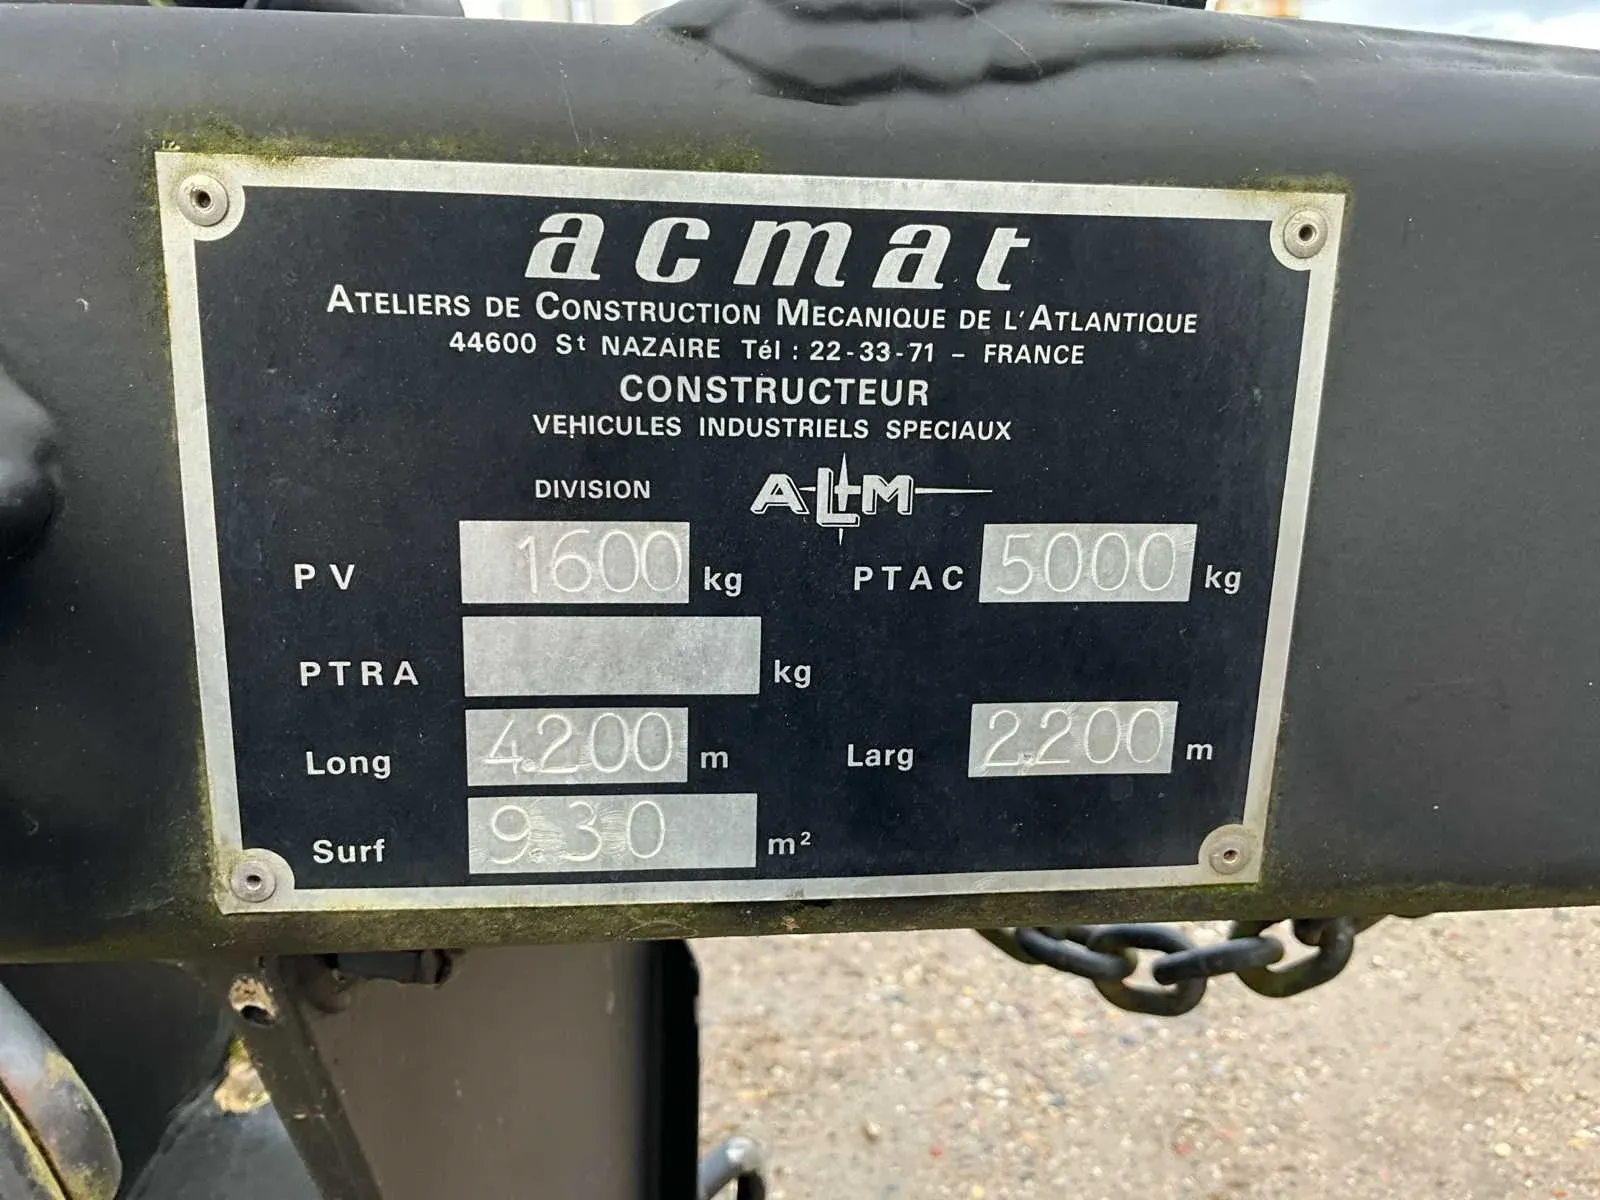 acmat
ATELIERS DE CONSTRUCTION MECANIQUE DE L'ATLANTIQUE
44600 St NAZAIRE Tél : 22-33-71 – FRANCE
CONSTRUCTEUR
VEHICULES INDUSTRIELS SPECIAUX
DIVISION ALM
PV 1600 kg PTAC 5000 kg
PTRA kg
Long 4.200 m Larg 2.200 m
Surf 9.30 m²